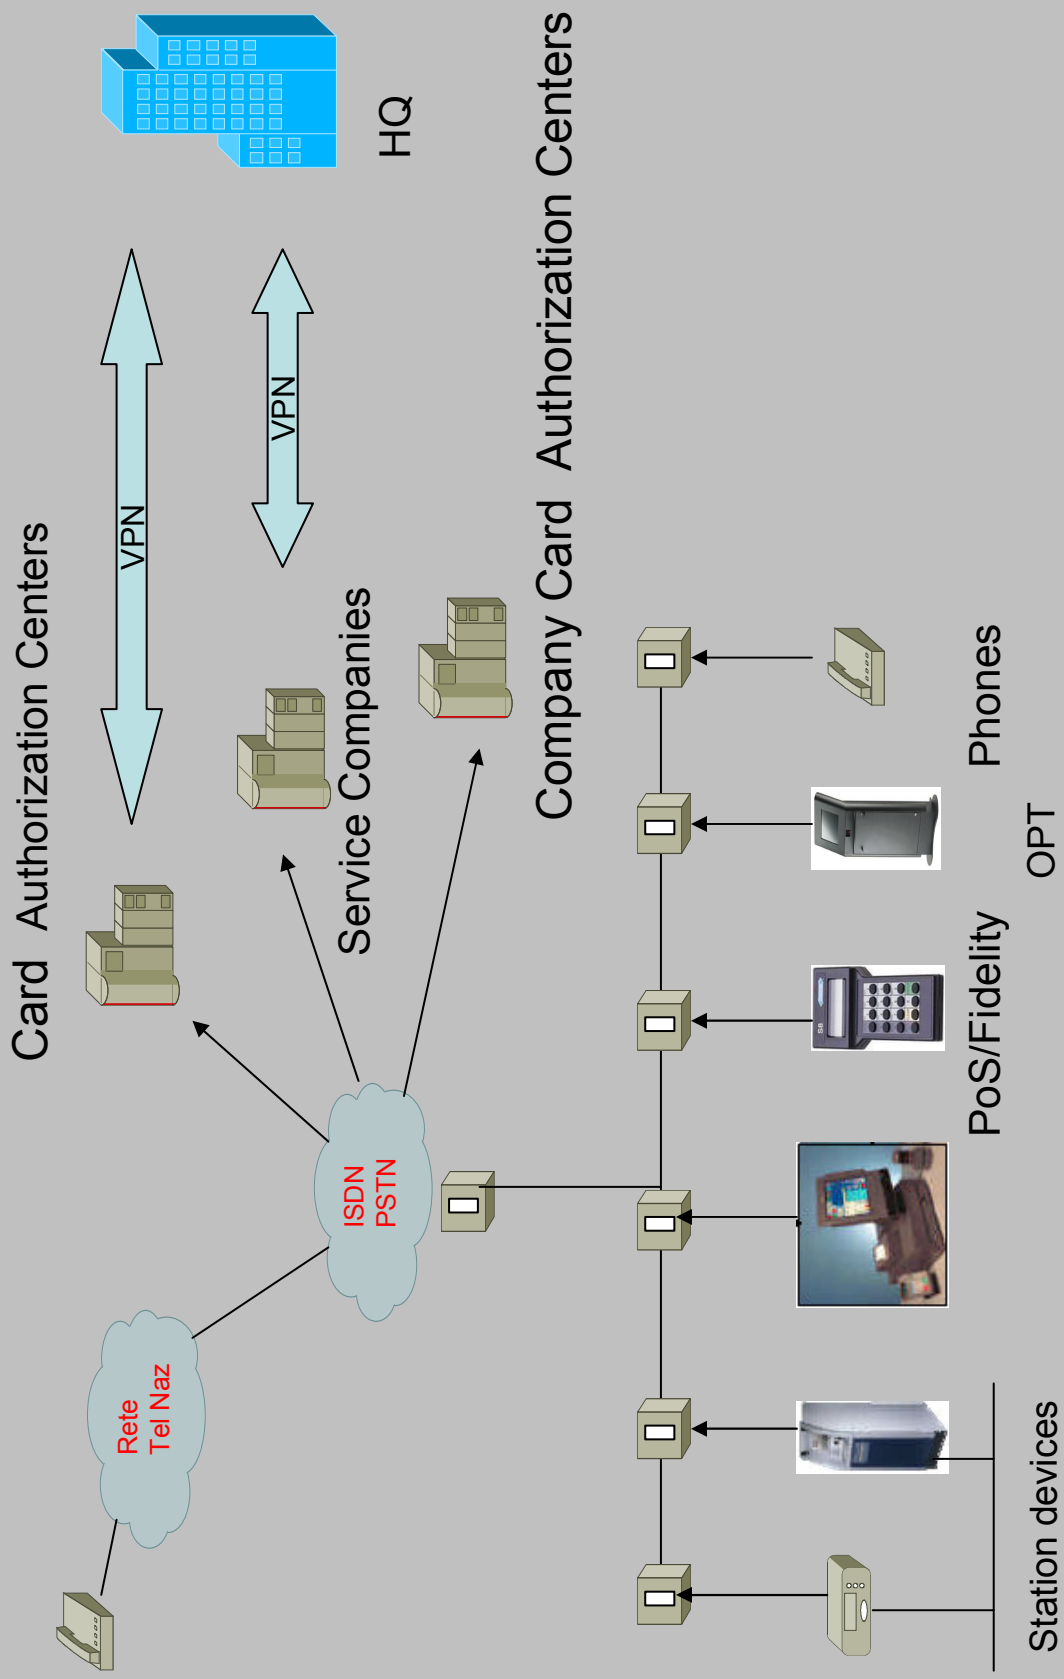 Card Authorization Centers
HQ
VPN
VPN
Service Companies
Company Card Authorization Centers
Rete
Tel Naz
ISDN
PSTN
Station devices
PoS/Fidelity
OPT
Phones